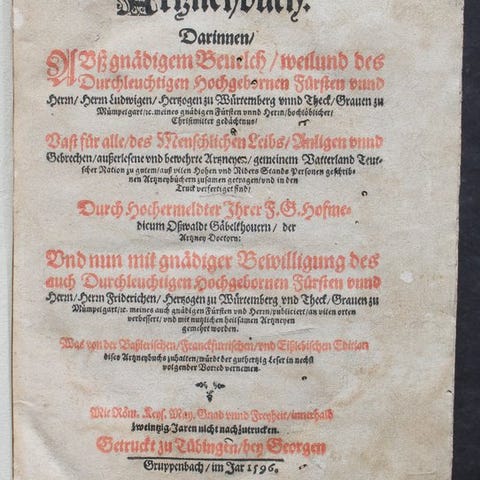 Artzneybuch.
Darinnen/
AVß gnädigem Beuelch/weilund des
Durchleuchtigen Hochgebornen Fürsten vnnd
Herrn/Herrn Ludwigen/Hertzogen zu Würtemberg vnnd Theck/Grauen zu
Mümpelgart/ꝛc. meines gnädigen Fürsten vnnd Herrn/hochlöblicher/
Christmilter gedächtnus/
Vast für alle/des Menschlichen Leibs/Anligen vnnd
Gebrechen/außerlesene vnd bewehrte Artzneyen/gemeinem Vatterland Teut-
scher Nation zu gutem/auß vilen Hohen vnd Niders Stands Personen geschrib-
nen Artzneybüchern zusamen getragen/vnd in den
Truck verfertiget sind/
Durch Hochermeldter Ihrer F.G. Hofme-
dicum Oßwaldt Gäbelkhouern/der
Artzney Doctorn:
Vnd nun mit gnädiger Bewilligung des
auch Durchleuchtigen Hochgebornen Fürsten vnnd
Herrn/Herrn Friderichen/Hertzogen zu Würtemberg vnd Theck/Grauen zu
Mümpelgart/ꝛc. meines auch gnädigen Fürsten vnd Herrn/publiciert/an vilen orten
verbessert/vnd mit nutzlichen heilsamen Artzneyen
gemehrt worden.
Was von der Baßlerischen/Franckfurtischen/vnd Eißlebischen Edition
dises Artzneybuchs zuhalten/würdt der guthertzig Leser in nechst
volgender Vorred vernemen.
Mit Röm. Keys. May. Gnad vnnd Freyheit/innerhalb
zweintzig Jaren nicht nachzutrucken.
Getruckt zu Tübingen/bey Georgen
Gruppenbach/im Jar 1596.